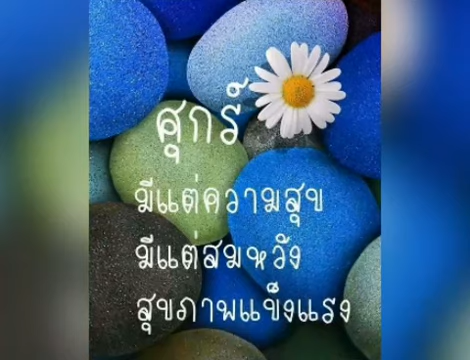 ศุกร์
มีแต่ความสุข
มีแต่สมหวัง
สุขภาพแข็งแรง